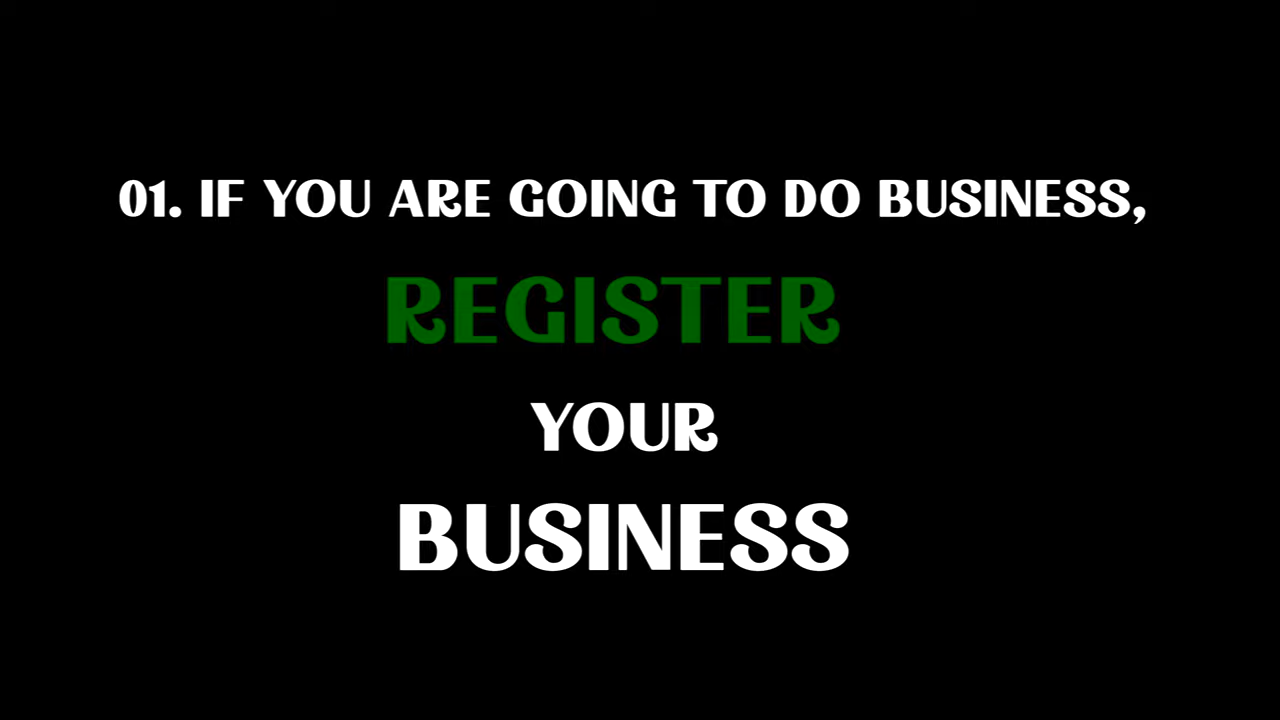 01. IF YOU ARE GOING TO DO BUSINESS,
REGISTER
YOUR
BUSINESS